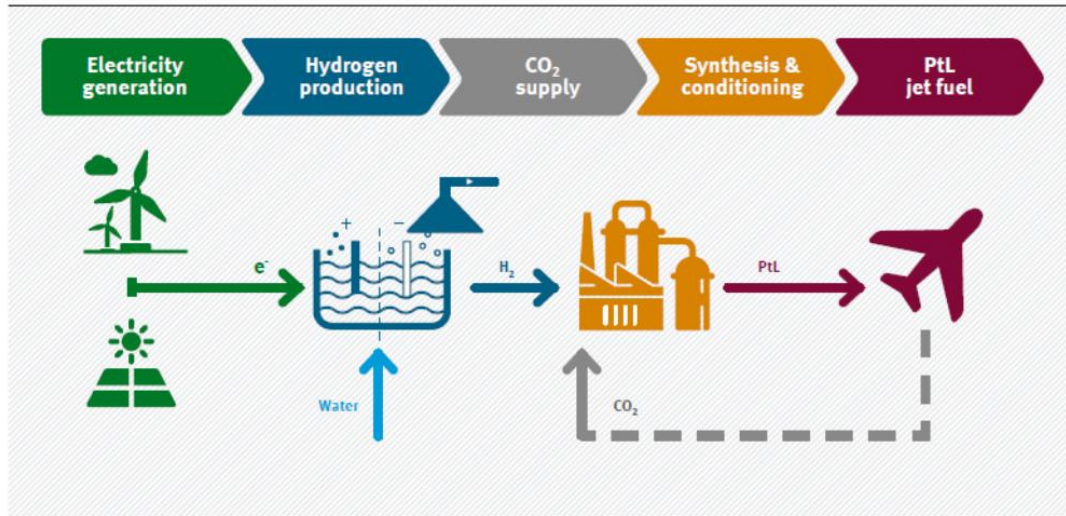 Electricity
generation
Hydrogen
production
CO₂
supply
Synthesis &
conditioning
PtL
jet fuel
+
−
e⁻
H₂
PtL
Water
CO₂